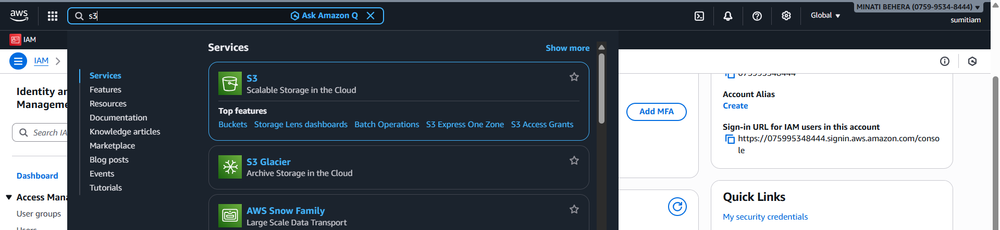 aws
s3
Ask Amazon Q
MINATI BEHERA (0759-9534-8444)
Global
sumitiam
IAM
IAM
Services
Show more
Services
Features
Resources
Documentation
Knowledge articles
Marketplace
Blog posts
Events
Tutorials
S3
Scalable Storage in the Cloud
Top features
Buckets Storage Lens dashboards Batch Operations S3 Express One Zone S3 Access Grants
S3 Glacier
Archive Storage in the Cloud
AWS Snow Family
Large Scale Data Transport
Identity an
Manageme
Search IA
Dashboard
Access Mana
User groups
Users
Add MFA
075995348444
Account Alias
Create
Sign-in URL for IAM users in this account
https://075995348444.signin.aws.amazon.com/conso
le
Quick Links
My security credentials